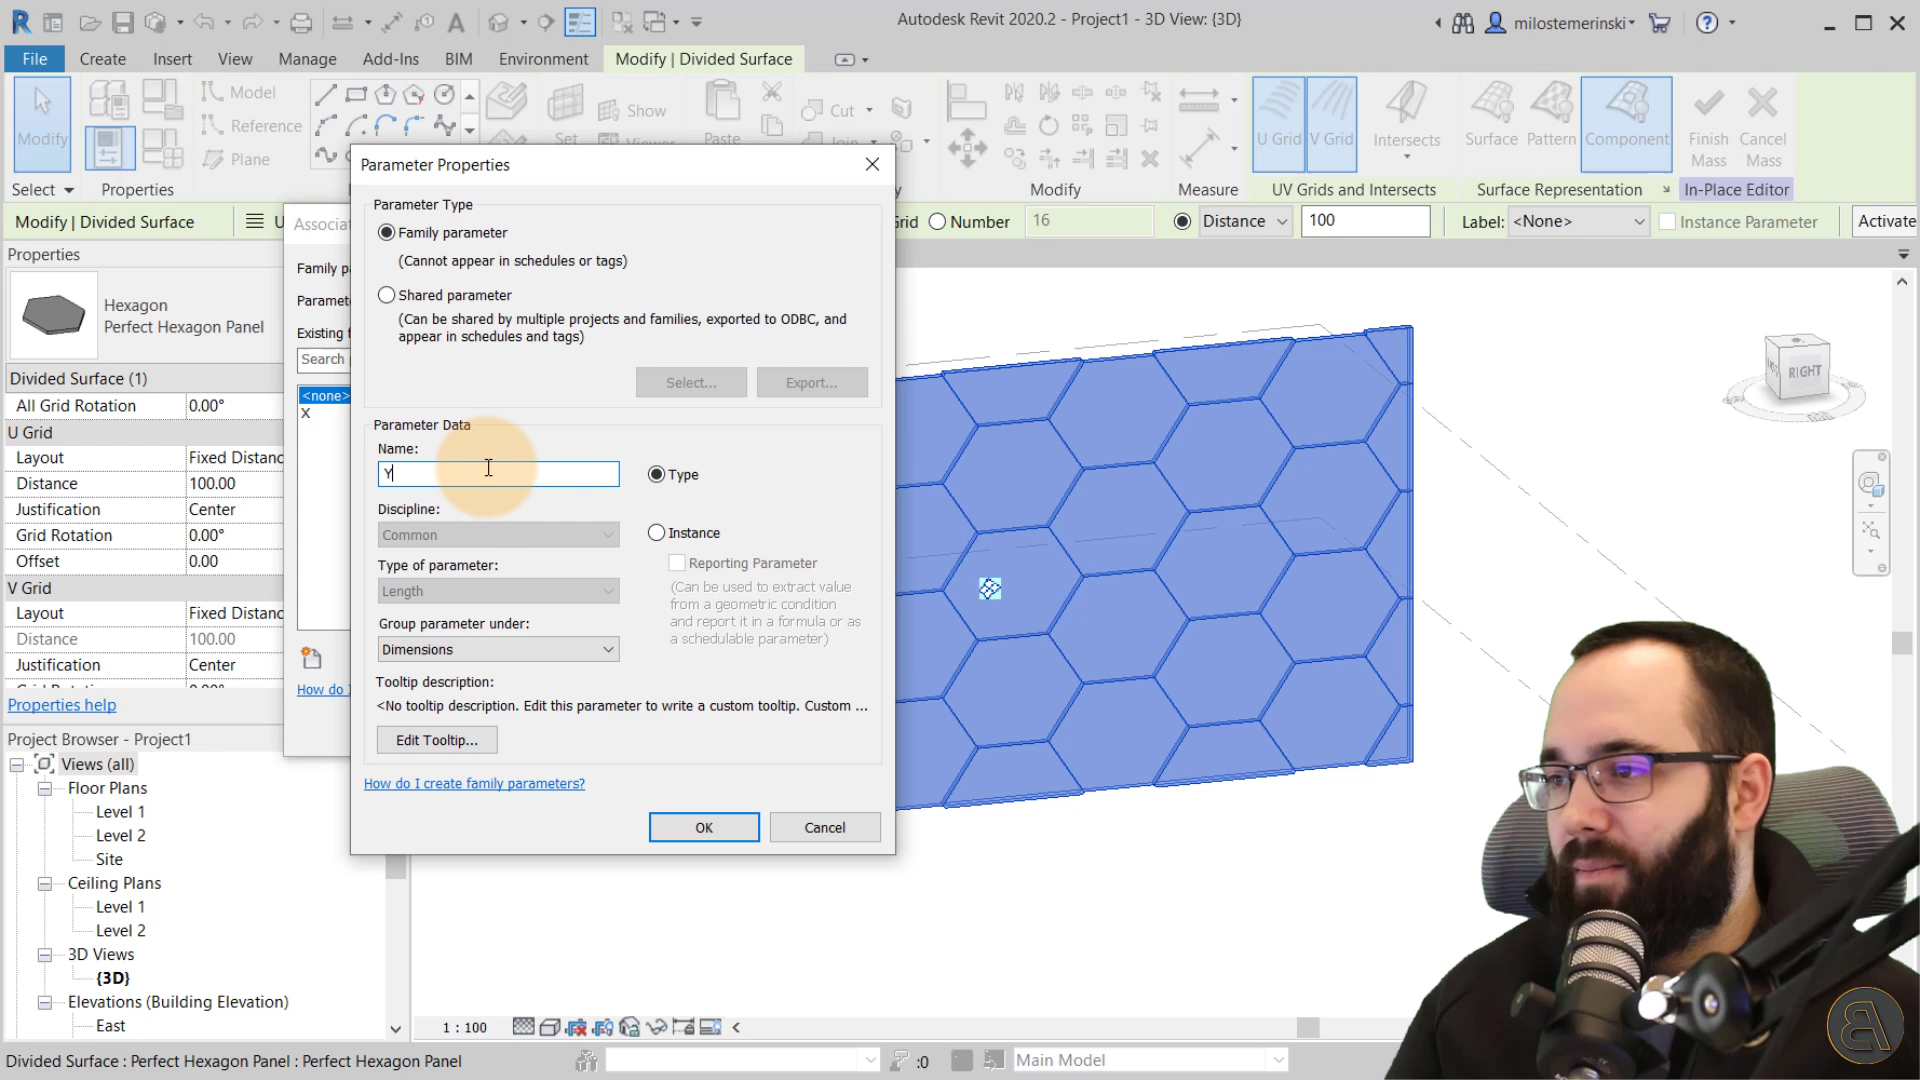 Autodesk Revit 2020.2 - Project1 - 3D View: {3D}
milostemerinski
File Create Insert View Manage Add-Ins BIM Environment Modify | Divided Surface
Modify
Model
Reference
Plane
Set
Show
Viewer
Paste
Cut
Join
U Grid V Grid
Intersects
Surface Pattern Component
Finish Mass
Cancel Mass
Select Properties Modify Measure UV Grids and Intersects Surface Representation In-Place Editor
Modify | Divided Surface
Number 16 Distance 100 Label: <None> Instance Parameter Activate
Properties
Hexagon
Perfect Hexagon Panel
Divided Surface (1)
All Grid Rotation 0.00°
U Grid
Layout Fixed Distanc
Distance 100.00
Justification Center
Grid Rotation 0.00°
Offset 0.00
V Grid
Layout Fixed Distanc
Distance 100.00
Justification Center
Properties help
Project Browser - Project1
Views (all)
Floor Plans
Level 1
Level 2
Site
Ceiling Plans
Level 1
Level 2
3D Views
{3D}
Elevations (Building Elevation)
East
Associat
Family p
Paramet
Existing f
Search
<none>
X
How do I
Parameter Properties
Parameter Type
Family parameter
(Cannot appear in schedules or tags)
Shared parameter
(Can be shared by multiple projects and families, exported to ODBC, and
appear in schedules and tags)
Select... Export...
Parameter Data
Name:
Y
Type
Discipline:
Common
Instance
Type of parameter:
Reporting Parameter
Length
(Can be used to extract value
from a geometric condition
and report it in a formula or as
a schedulable parameter)
Group parameter under:
Dimensions
Tooltip description:
<No tooltip description. Edit this parameter to write a custom tooltip. Custom ...
Edit Tooltip...
How do I create family parameters?
OK Cancel
RIGHT
1 : 100
Divided Surface : Perfect Hexagon Panel : Perfect Hexagon Panel
:0
Main Model